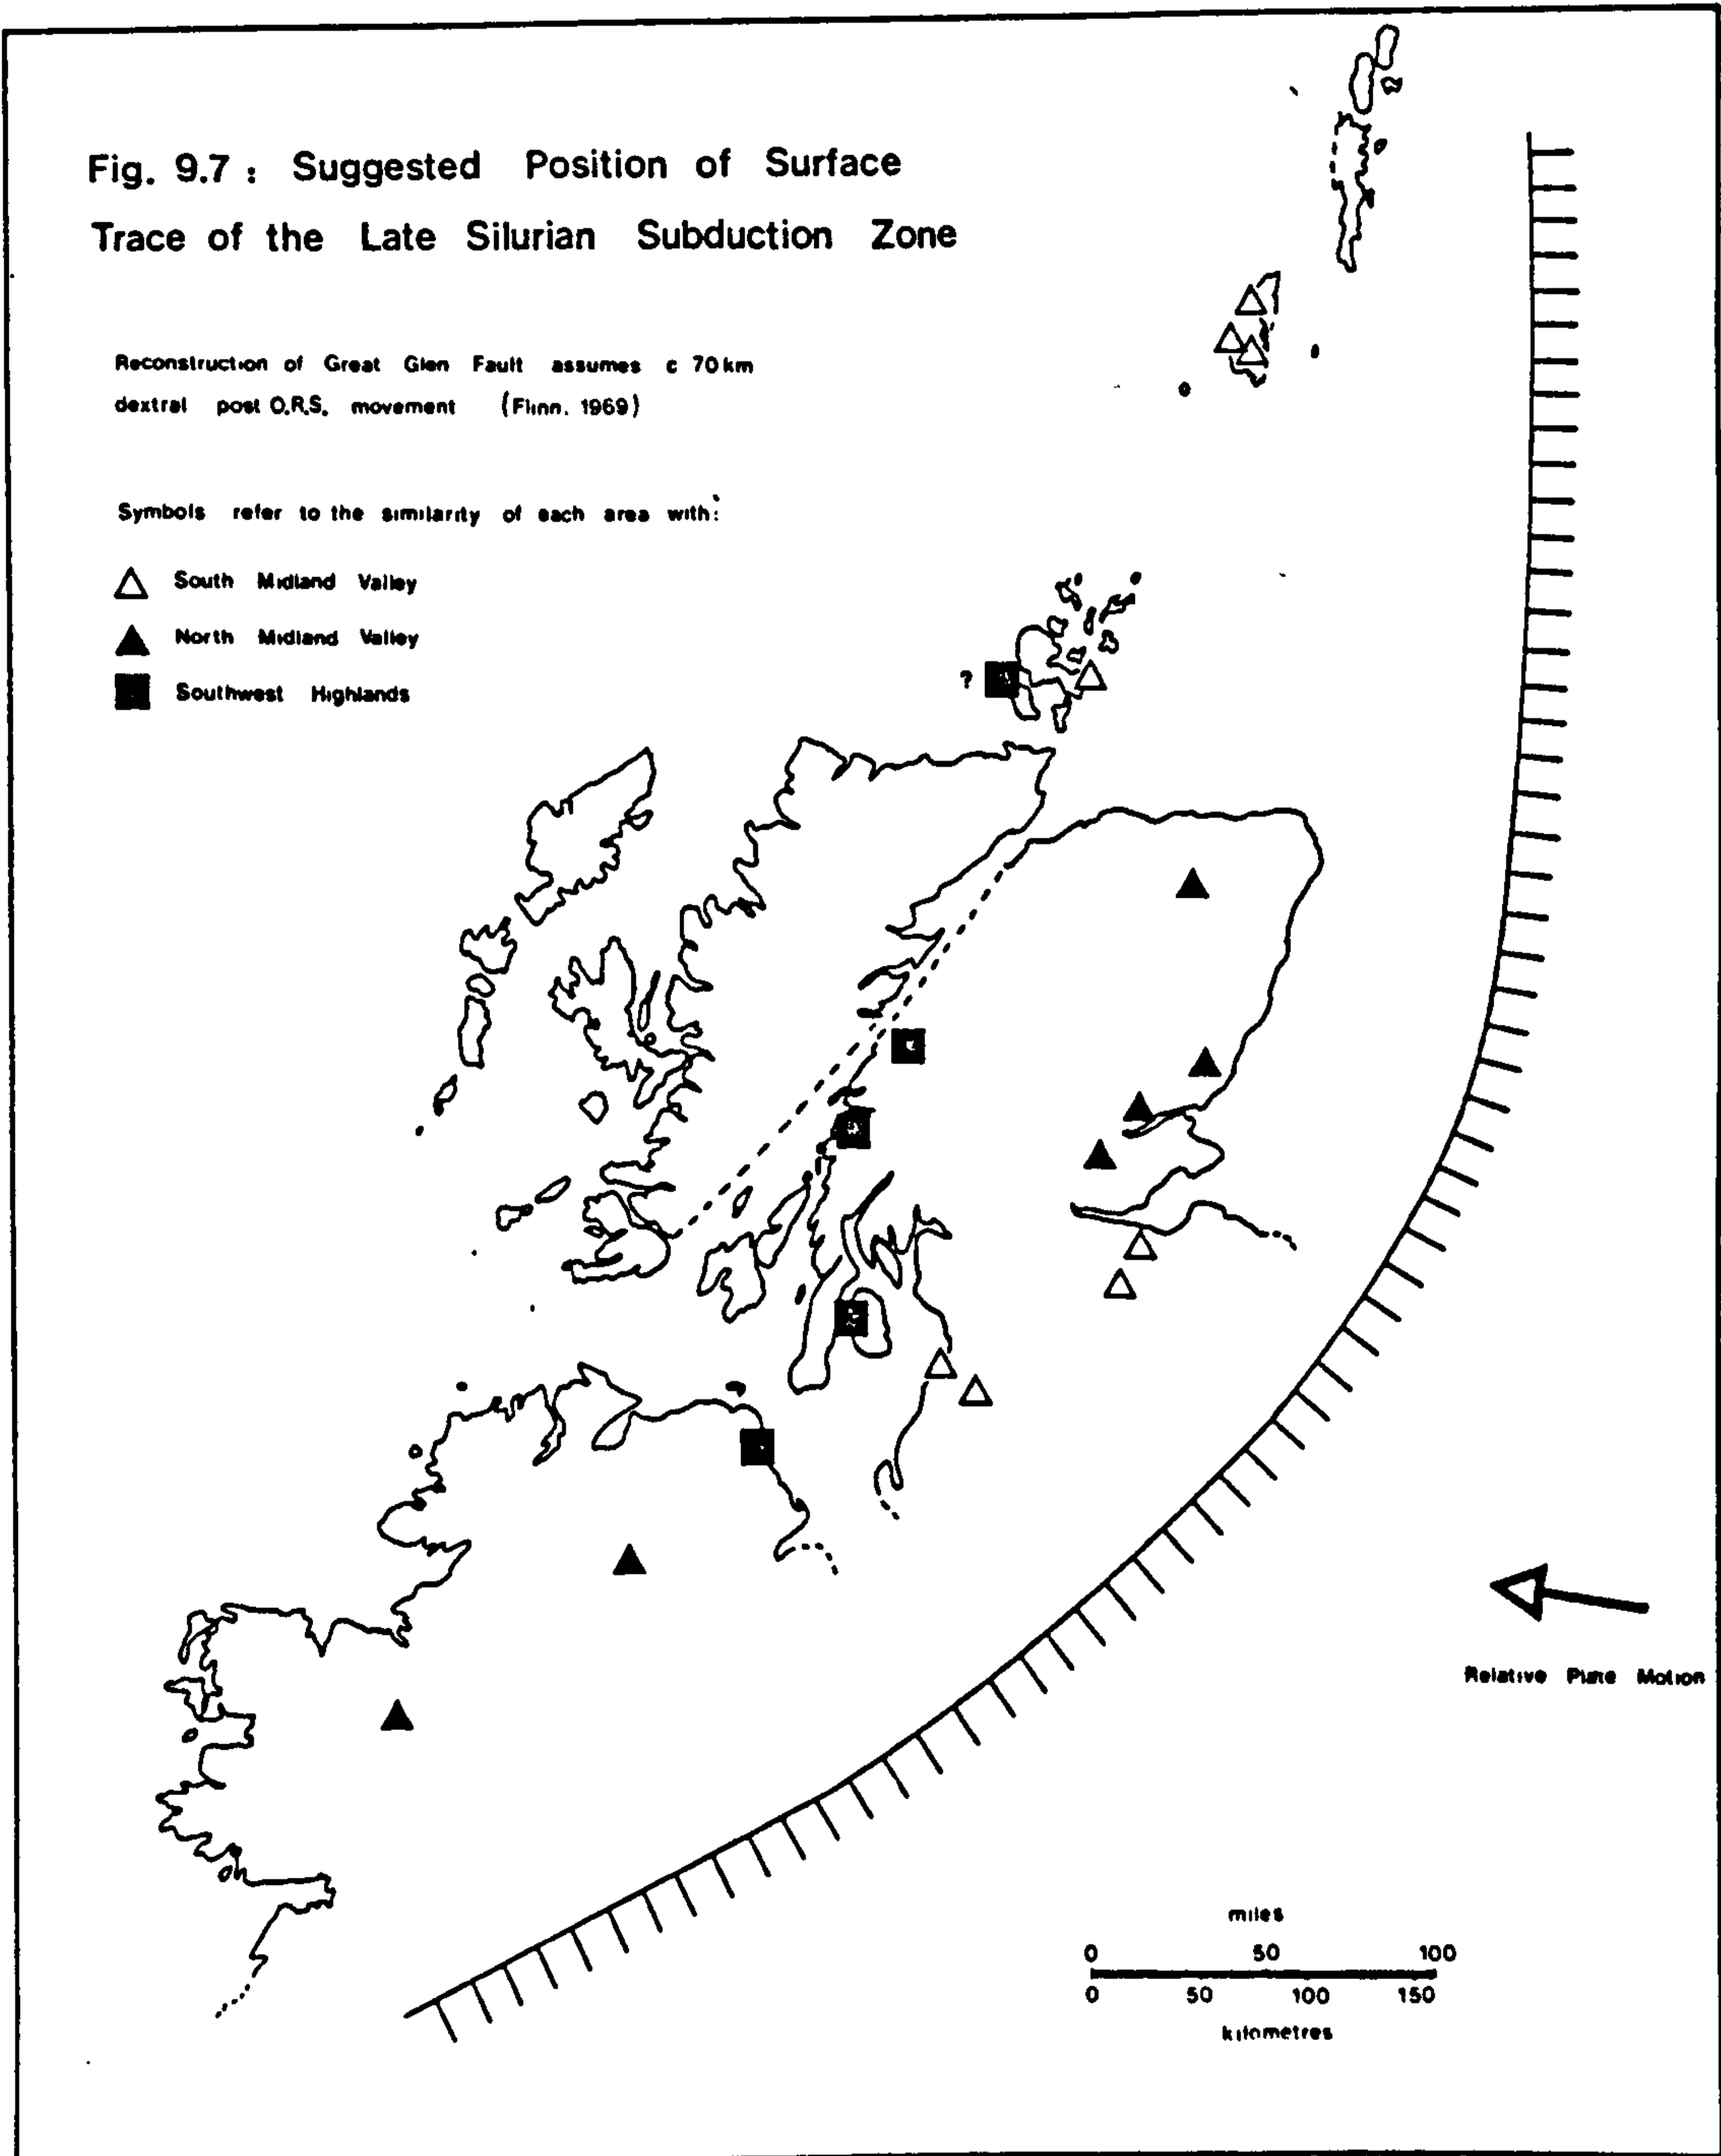 Fig. 9.7 : Suggested Position of Surface
Trace of the Late Silurian Subduction Zone
Reconstruction of Great Glen Fault assumes c 70km
dextral post O.R.S. movement (Flinn. 1969)
Symbols refer to the similarity of each area with:
South Midland Valley
North Midland Valley
Southwest Highlands
?
Relative Plate Motion
miles
0 50 100
0 50 100 150
kilometres